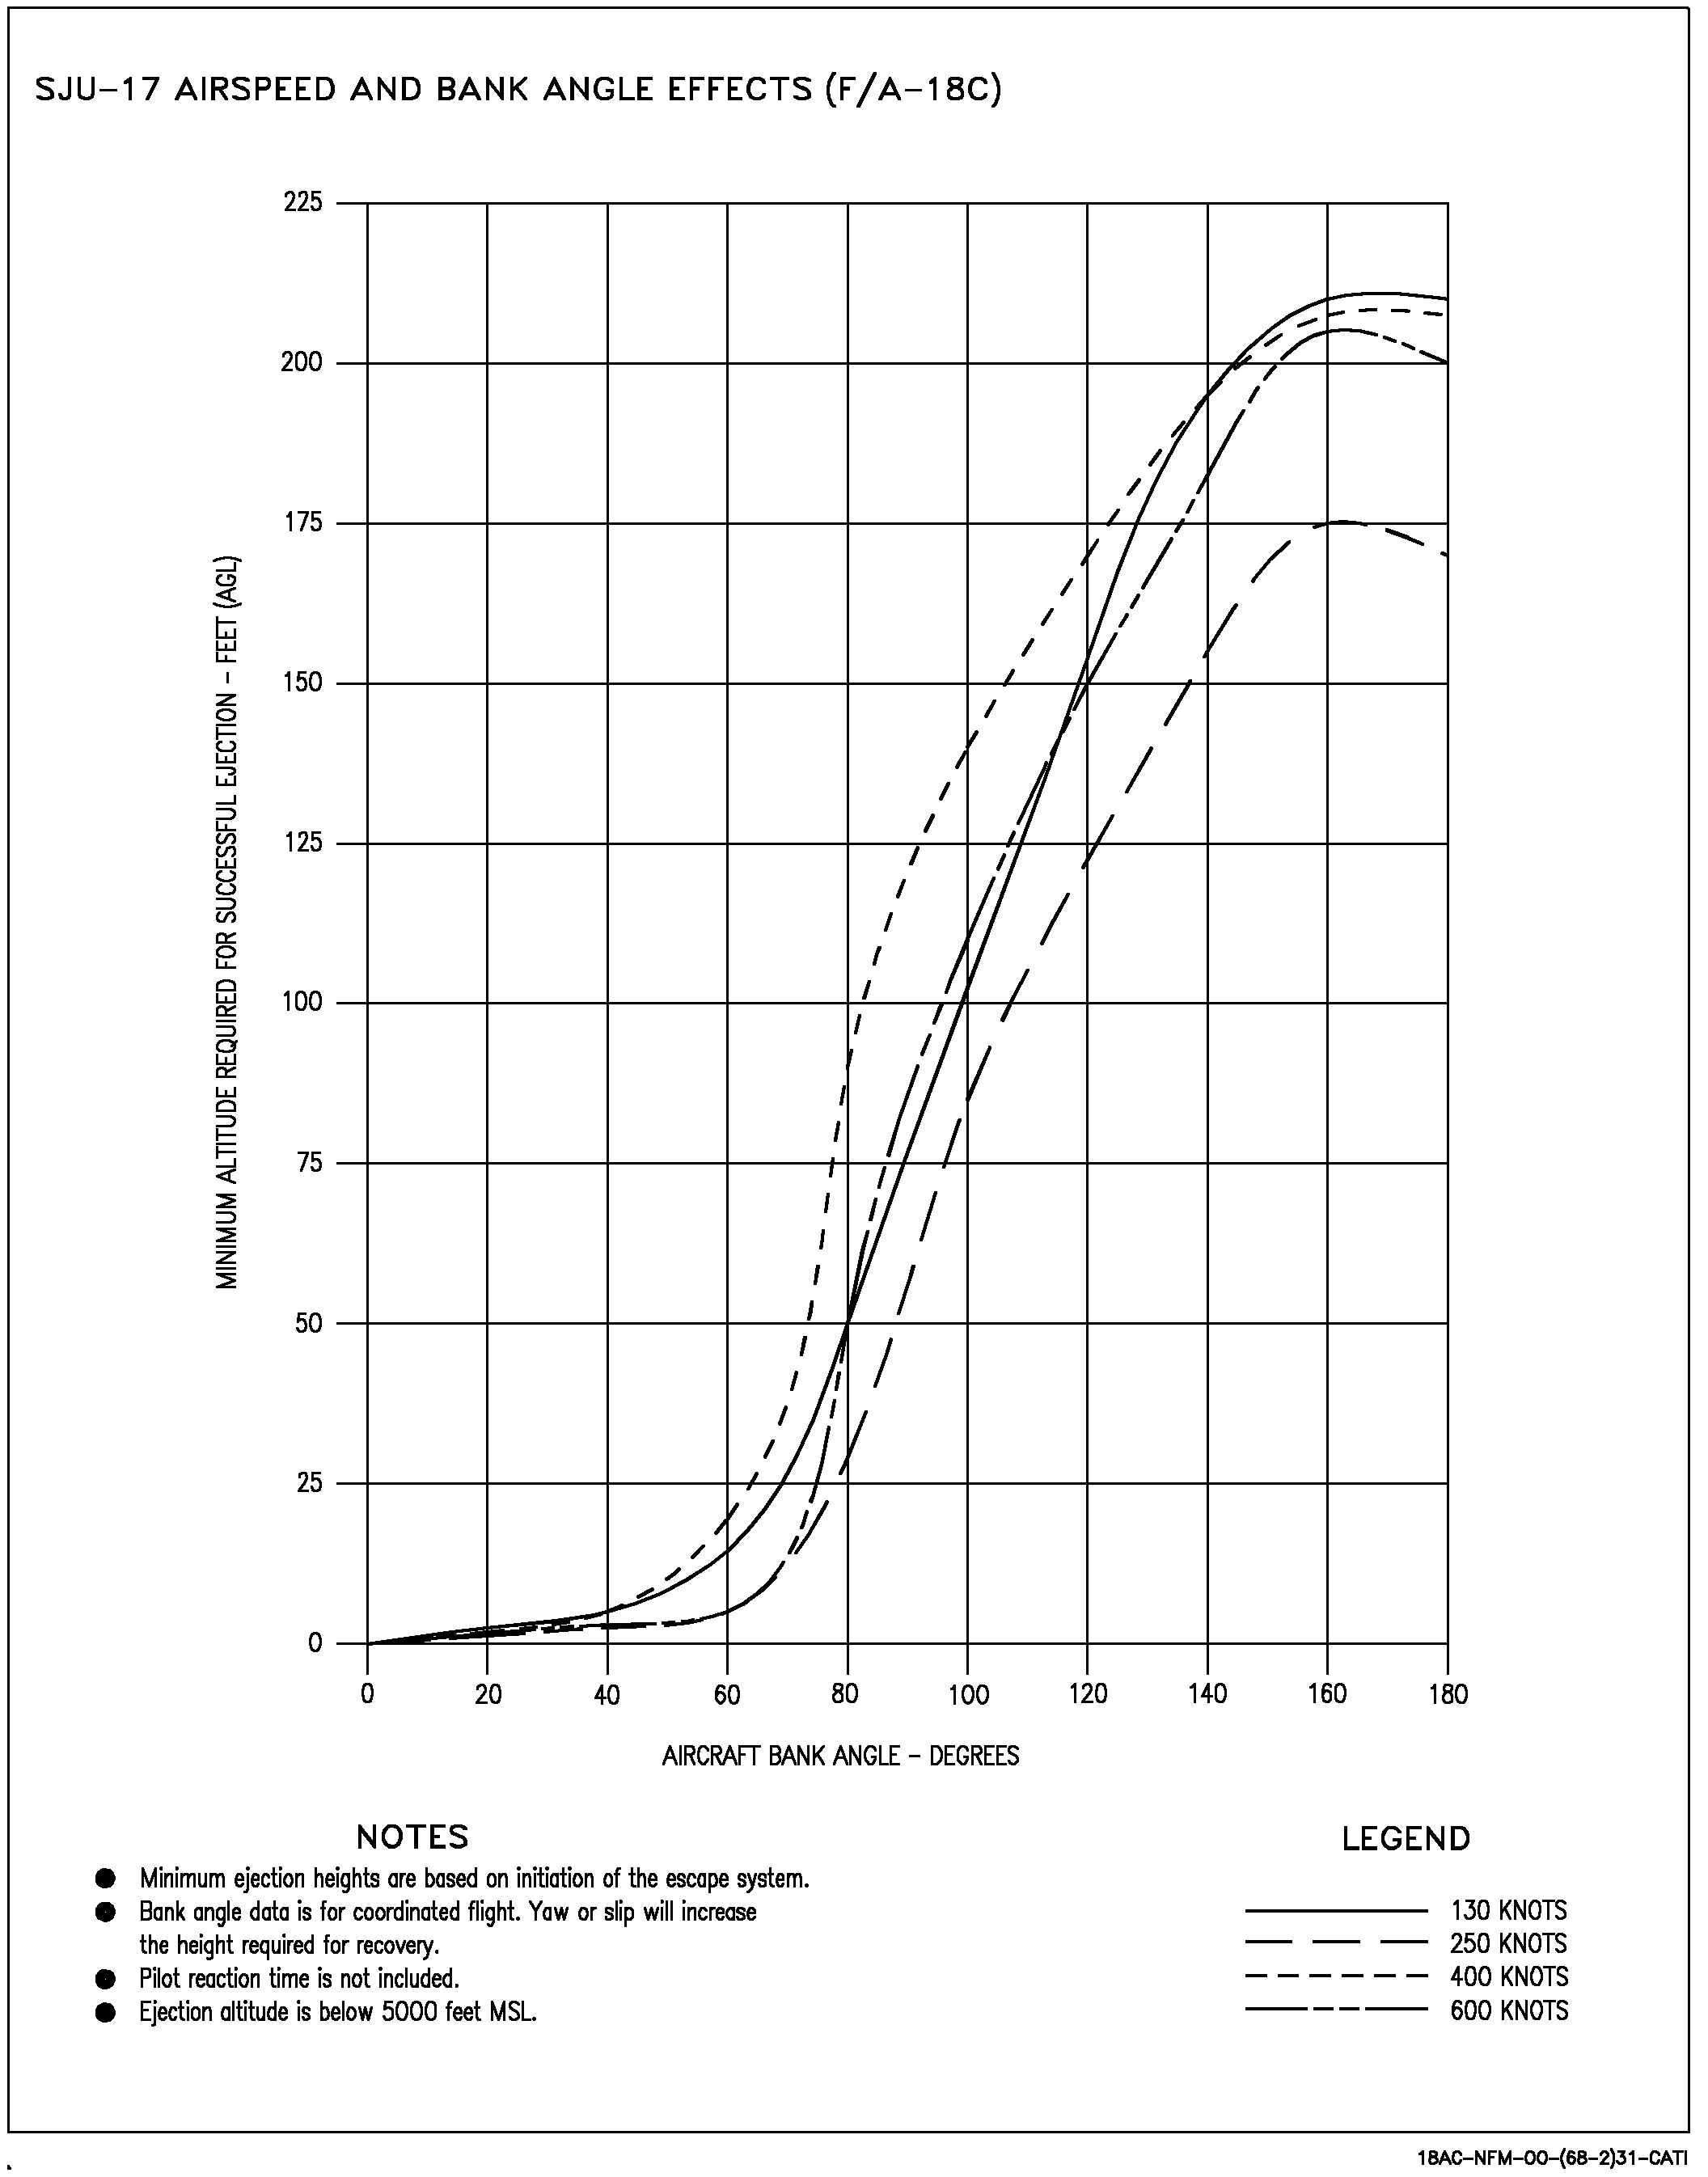 SJU-17 AIRSPEED AND BANK ANGLE EFFECTS (F/A-18C)
MINIMUM ALTITUDE REQUIRED FOR SUCCESSFUL EJECTION - FEET (AGL)
225
200
175
150
125
100
75
50
25
0
0 20 40 60 80 100 120 140 160 180
AIRCRAFT BANK ANGLE - DEGREES
NOTES
● Minimum ejection heights are based on initiation of the escape system.
● Bank angle data is for coordinated flight. Yaw or slip will increase
the height required for recovery.
● Pilot reaction time is not included.
● Ejection altitude is below 5000 feet MSL.
LEGEND
130 KNOTS
250 KNOTS
400 KNOTS
600 KNOTS
18AC-NFM-00-(68-2)31-CATI